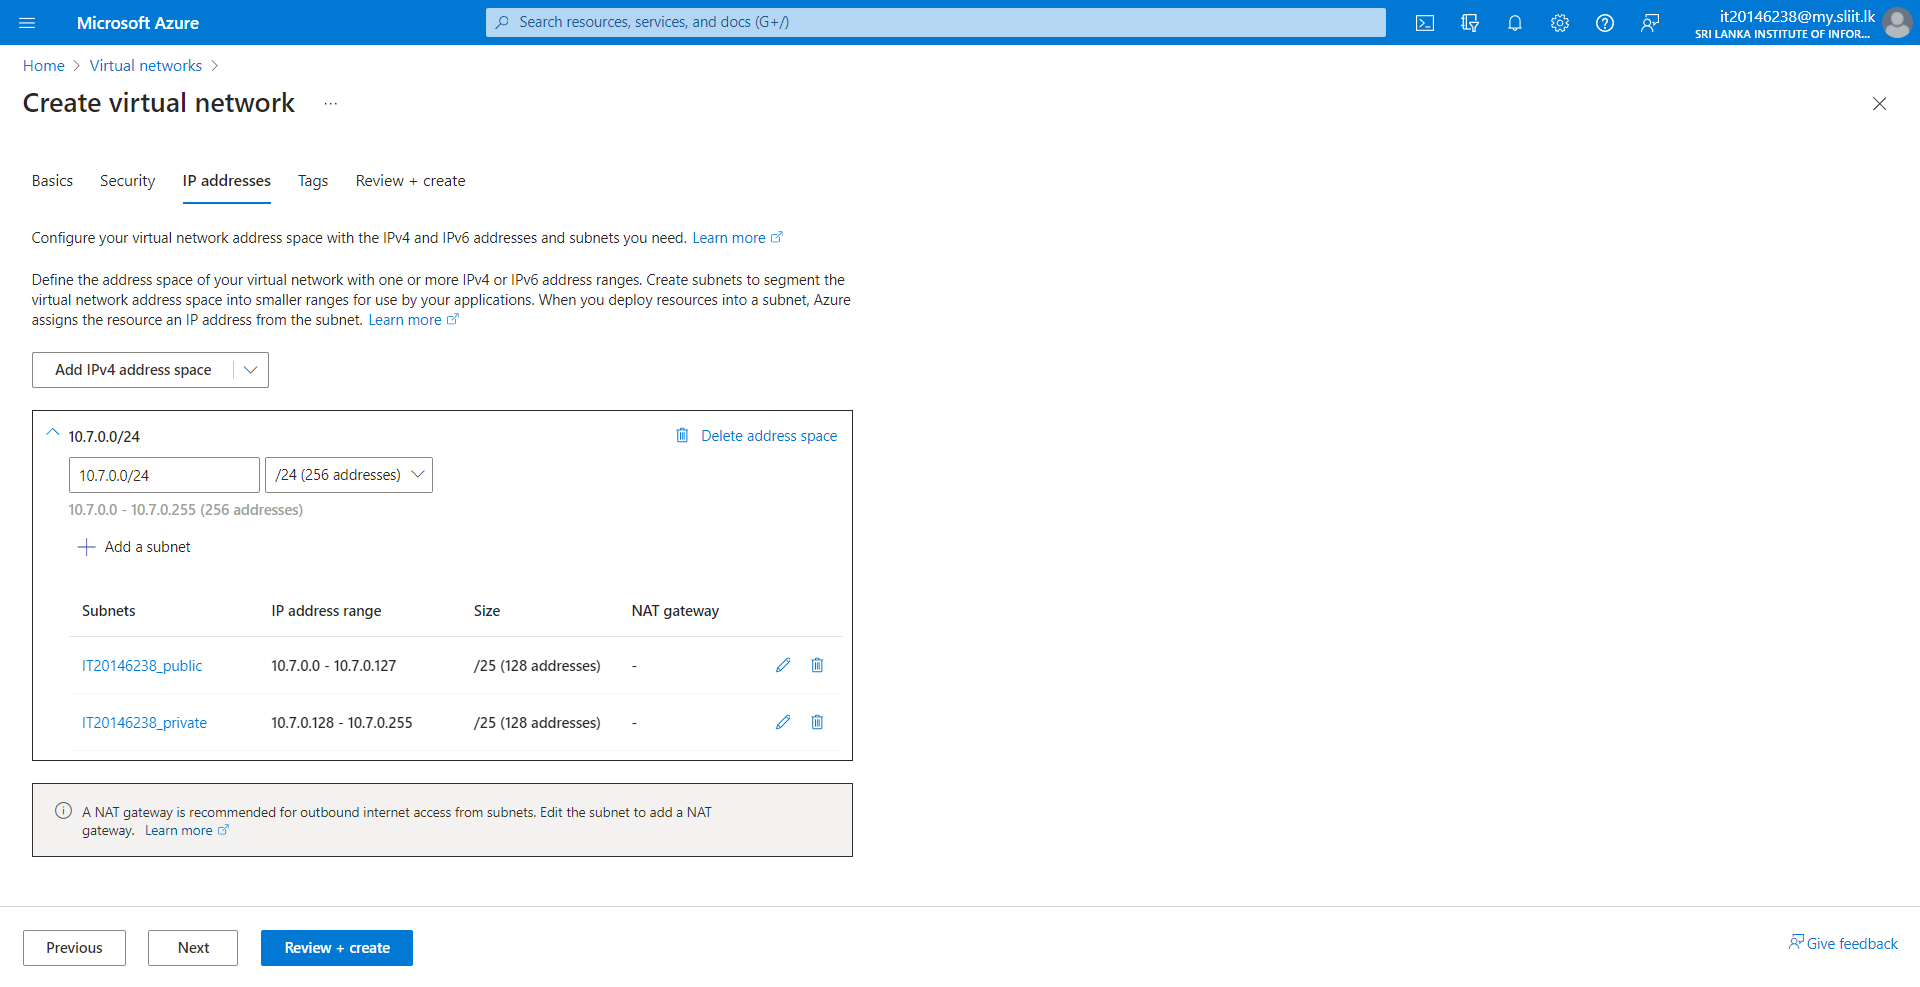 Microsoft Azure
Search resources, services, and docs (G+/)
it20146238@my.sliit.lk
SRI LANKA INSTITUTE OF INFOR...
Home > Virtual networks >
Create virtual network ...
Basics Security IP addresses Tags Review + create
Configure your virtual network address space with the IPv4 and IPv6 addresses and subnets you need. Learn more
Define the address space of your virtual network with one or more IPv4 or IPv6 address ranges. Create subnets to segment the
virtual network address space into smaller ranges for use by your applications. When you deploy resources into a subnet, Azure
assigns the resource an IP address from the subnet. Learn more
Add IPv4 address space
10.7.0.0/24 Delete address space
10.7.0.0/24 /24 (256 addresses)
10.7.0.0 - 10.7.0.255 (256 addresses)
Add a subnet
Subnets IP address range Size NAT gateway
IT20146238_public 10.7.0.0 - 10.7.0.127 /25 (128 addresses) -
IT20146238_private 10.7.0.128 - 10.7.0.255 /25 (128 addresses) -
A NAT gateway is recommended for outbound internet access from subnets. Edit the subnet to add a NAT
gateway. Learn more
Previous Next Review + create Give feedback